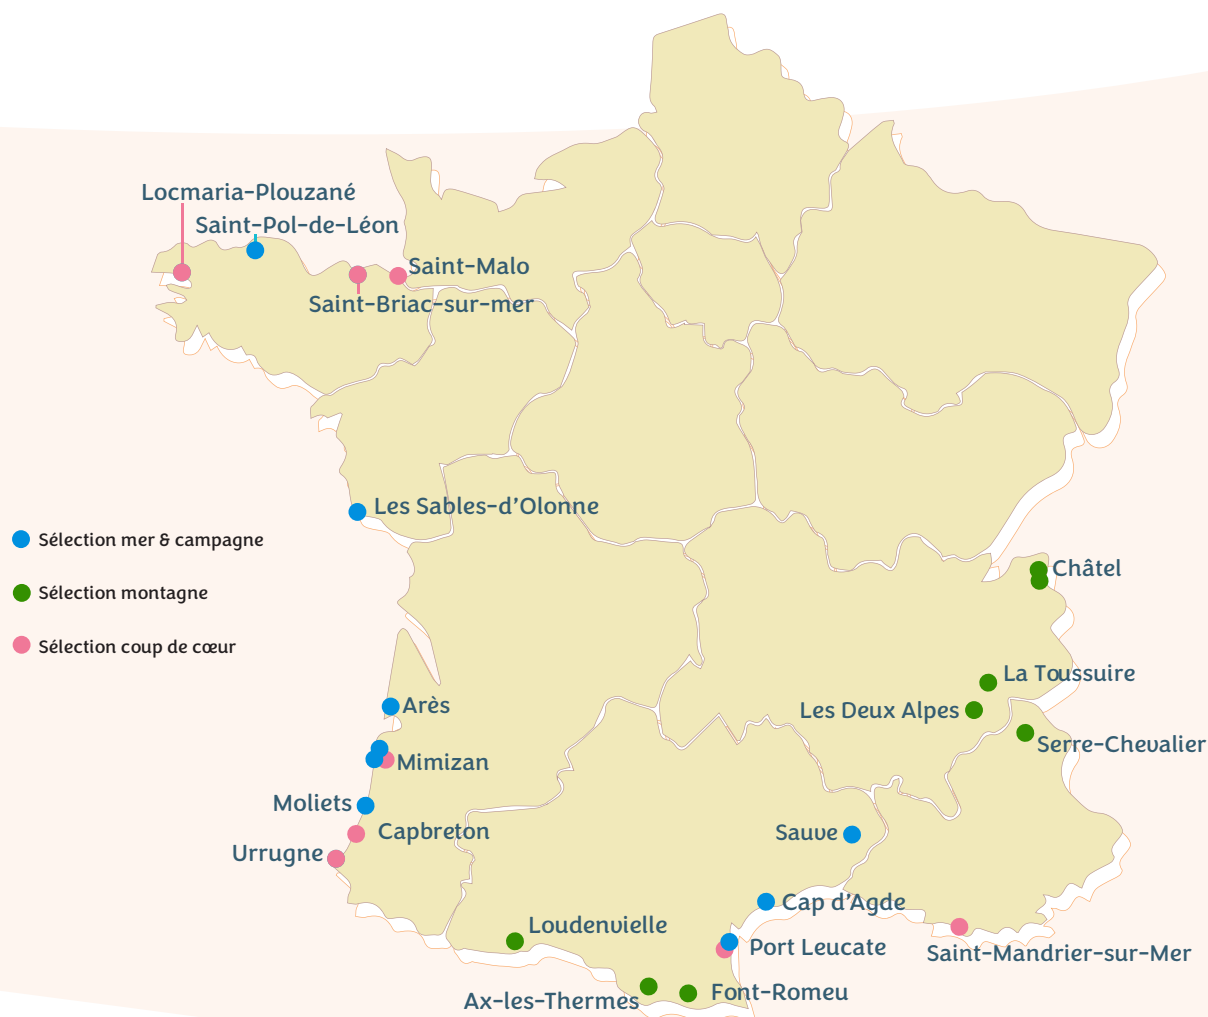 Locmaria-Plouzané
Saint-Pol-de-Léon
Saint-Malo
Saint-Briac-sur-mer
Les Sables-d’Olonne
Sélection mer & campagne
Châtel
Sélection montagne
Sélection coup de cœur
La Toussuire
Arès
Les Deux Alpes
Serre-Chevalier
Mimizan
Moliets
Capbreton
Sauve
Urrugne
Cap d’Agde
Loudenvielle
Port Leucate
Saint-Mandrier-sur-Mer
Font-Romeu
Ax-les-Thermes